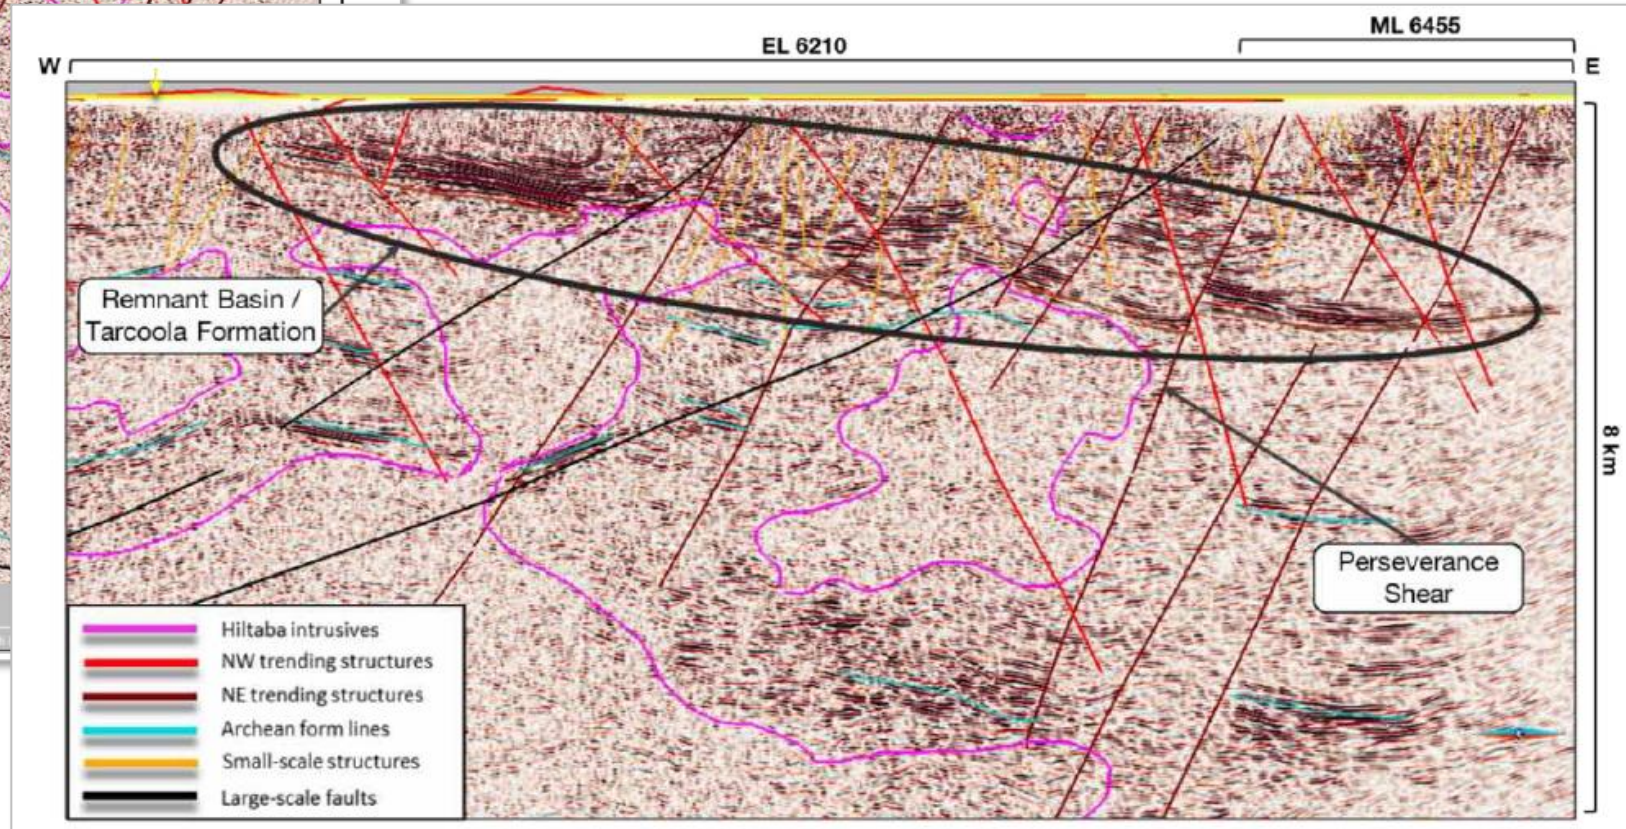 ML 6455
EL 6210
W
E
Remnant Basin /
Tarcoola Formation
8 km
Perseverance
Shear
Hiltaba intrusives
NW trending structures
NE trending structures
Archean form lines
Small-scale structures
Large-scale faults